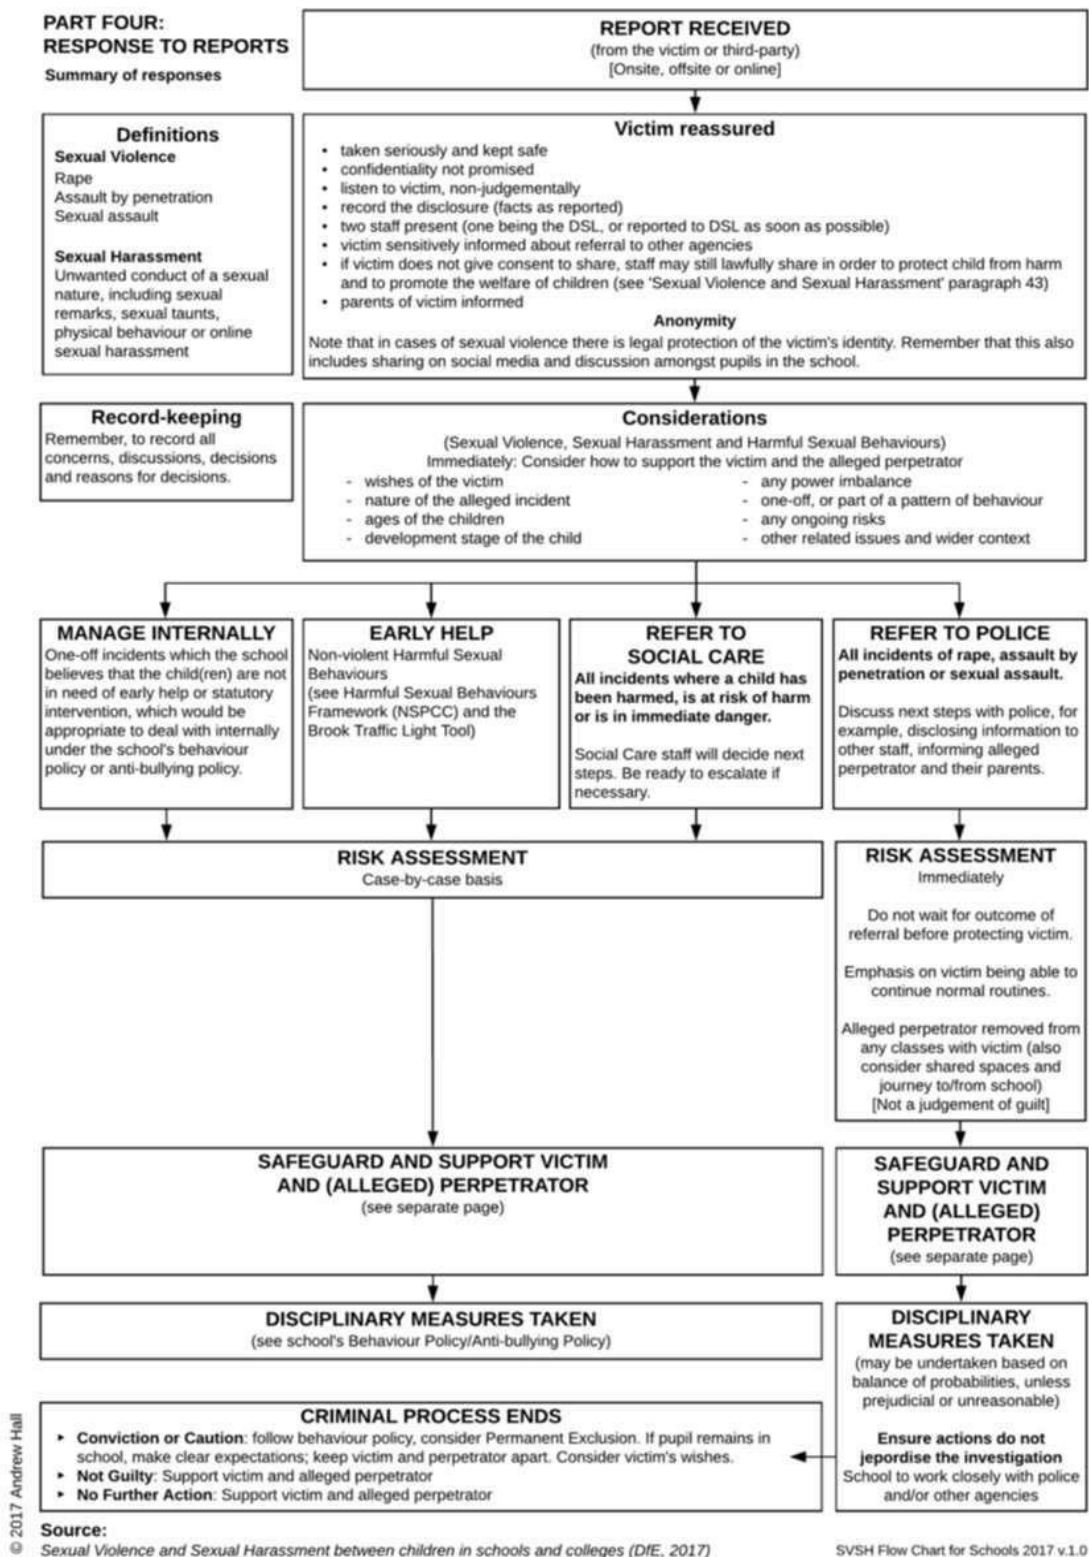 PART FOUR:
RESPONSE TO REPORTS
Summary of responses
REPORT RECEIVED
(from the victim or third-party)
[Onsite, offsite or online]
Definitions
Sexual Violence
Rape
Assault by penetration
Sexual assault
Sexual Harassment
Unwanted conduct of a sexual
nature, including sexual
remarks, sexual taunts,
physical behaviour or online
sexual harassment
Victim reassured
• taken seriously and kept safe
• confidentiality not promised
• listen to victim, non-judgementally
• record the disclosure (facts as reported)
• two staff present (one being the DSL, or reported to DSL as soon as possible)
• victim sensitively informed about referral to other agencies
• if victim does not give consent to share, staff may still lawfully share in order to protect child from harm
and to promote the welfare of children (see 'Sexual Violence and Sexual Harassment' paragraph 43)
• parents of victim informed
Anonymity
Note that in cases of sexual violence there is legal protection of the victim's identity. Remember that this also
includes sharing on social media and discussion amongst pupils in the school.
Record-keeping
Remember, to record all
concerns, discussions, decisions
and reasons for decisions.
Considerations
(Sexual Violence, Sexual Harassment and Harmful Sexual Behaviours)
Immediately: Consider how to support the victim and the alleged perpetrator
- wishes of the victim
- nature of the alleged incident
- ages of the children
- development stage of the child
- any power imbalance
- one-off, or part of a pattern of behaviour
- any ongoing risks
- other related issues and wider context
MANAGE INTERNALLY
One-off incidents which the school
believes that the child(ren) are not
in need of early help or statutory
intervention, which would be
appropriate to deal with internally
under the school's behaviour
policy or anti-bullying policy.
EARLY HELP
Non-violent Harmful Sexual
Behaviours
(see Harmful Sexual Behaviours
Framework (NSPCC) and the
Brook Traffic Light Tool)
REFER TO
SOCIAL CARE
All incidents where a child has
been harmed, is at risk of harm
or is in immediate danger.
Social Care staff will decide next
steps. Be ready to escalate if
necessary.
REFER TO POLICE
All incidents of rape, assault by
penetration or sexual assault.
Discuss next steps with police, for
example, disclosing information to
other staff, informing alleged
perpetrator and their parents.
RISK ASSESSMENT
Case-by-case basis
RISK ASSESSMENT
Immediately
Do not wait for outcome of
referral before protecting victim.
Emphasis on victim being able to
continue normal routines.
Alleged perpetrator removed from
any classes with victim (also
consider shared spaces and
journey to/from school)
[Not a judgement of guilt]
SAFEGUARD AND SUPPORT VICTIM
AND (ALLEGED) PERPETRATOR
(see separate page)
SAFEGUARD AND
SUPPORT VICTIM
AND (ALLEGED)
PERPETRATOR
(see separate page)
DISCIPLINARY MEASURES TAKEN
(see school's Behaviour Policy/Anti-bullying Policy)
DISCIPLINARY
MEASURES TAKEN
(may be undertaken based on
balance of probabilities, unless
prejudicial or unreasonable)
Ensure actions do not
jepordise the investigation
School to work closely with police
and/or other agencies
CRIMINAL PROCESS ENDS
‣ Conviction or Caution: follow behaviour policy, consider Permanent Exclusion. If pupil remains in
school, make clear expectations; keep victim and perpetrator apart. Consider victim's wishes.
‣ Not Guilty: Support victim and alleged perpetrator
‣ No Further Action: Support victim and alleged perpetrator
© 2017 Andrew Hall
Source:
Sexual Violence and Sexual Harassment between children in schools and colleges (DfE, 2017)
SVSH Flow Chart for Schools 2017 v.1.0